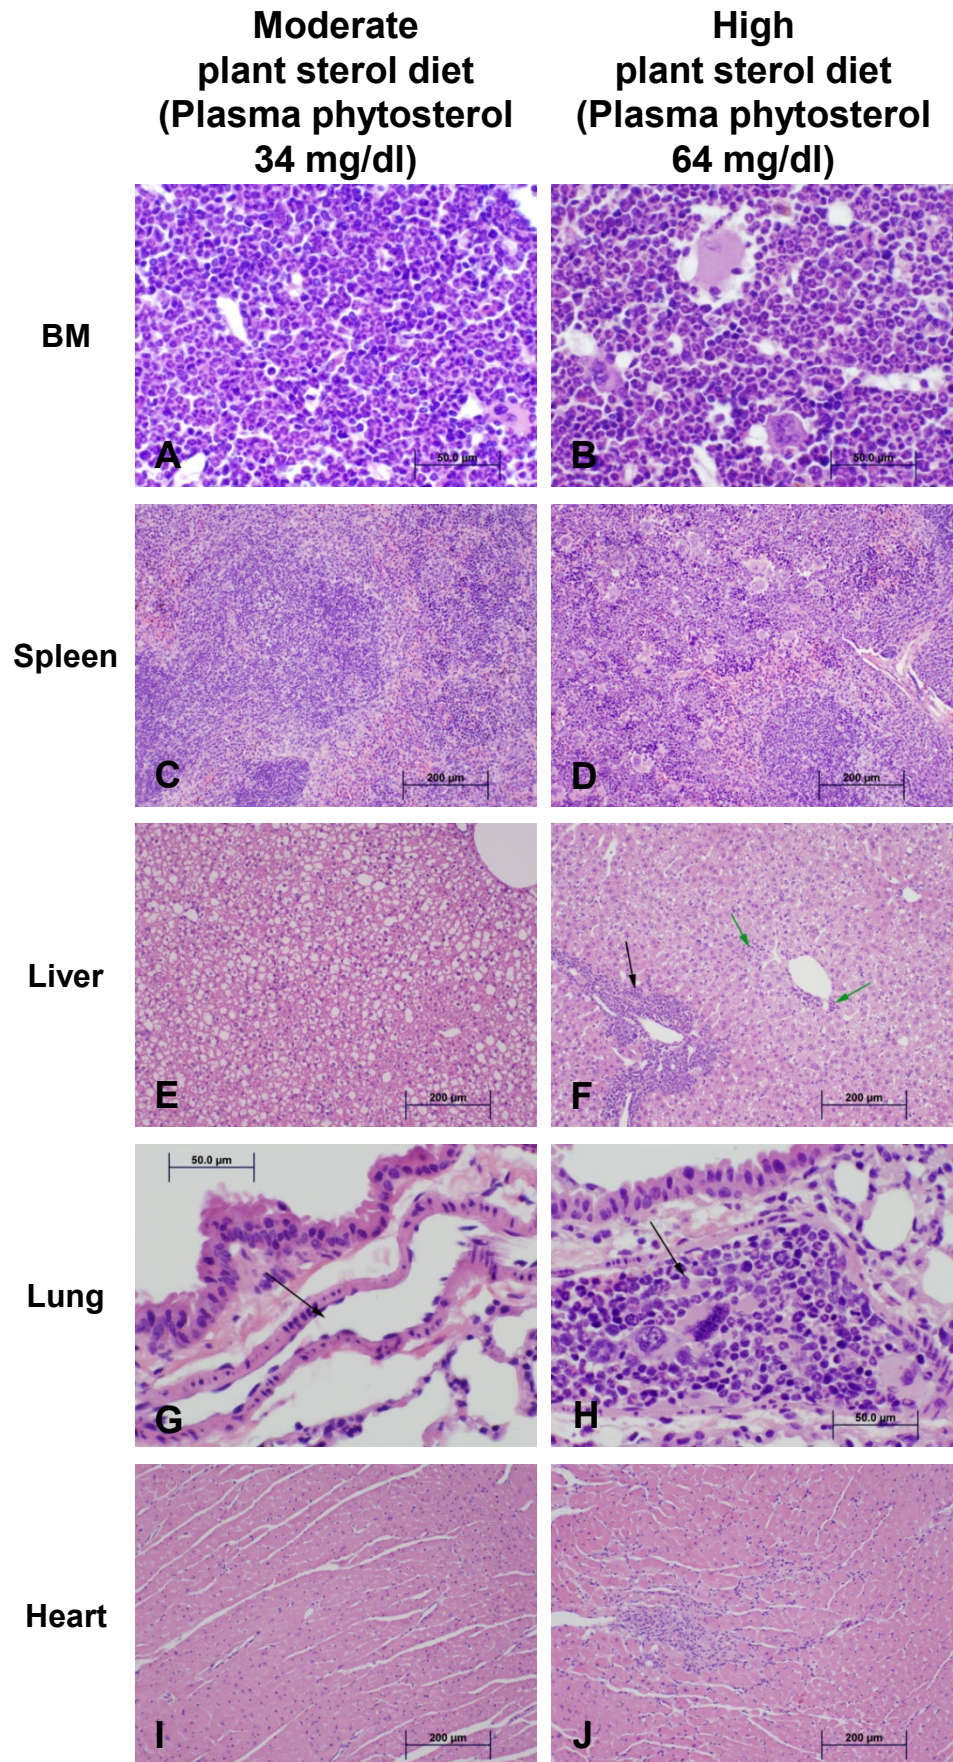 Moderate
plant sterol diet
(Plasma phytosterol
34 mg/dl)
High
plant sterol diet
(Plasma phytosterol
64 mg/dl)
BM
A
50.0 µm
B
50.0 µm
Spleen
C
200 µm
D
200 µm
Liver
E
200 µm
F
200 µm
Lung
50.0 µm
G
H
50.0 µm
Heart
I
200 µm
J
200 µm